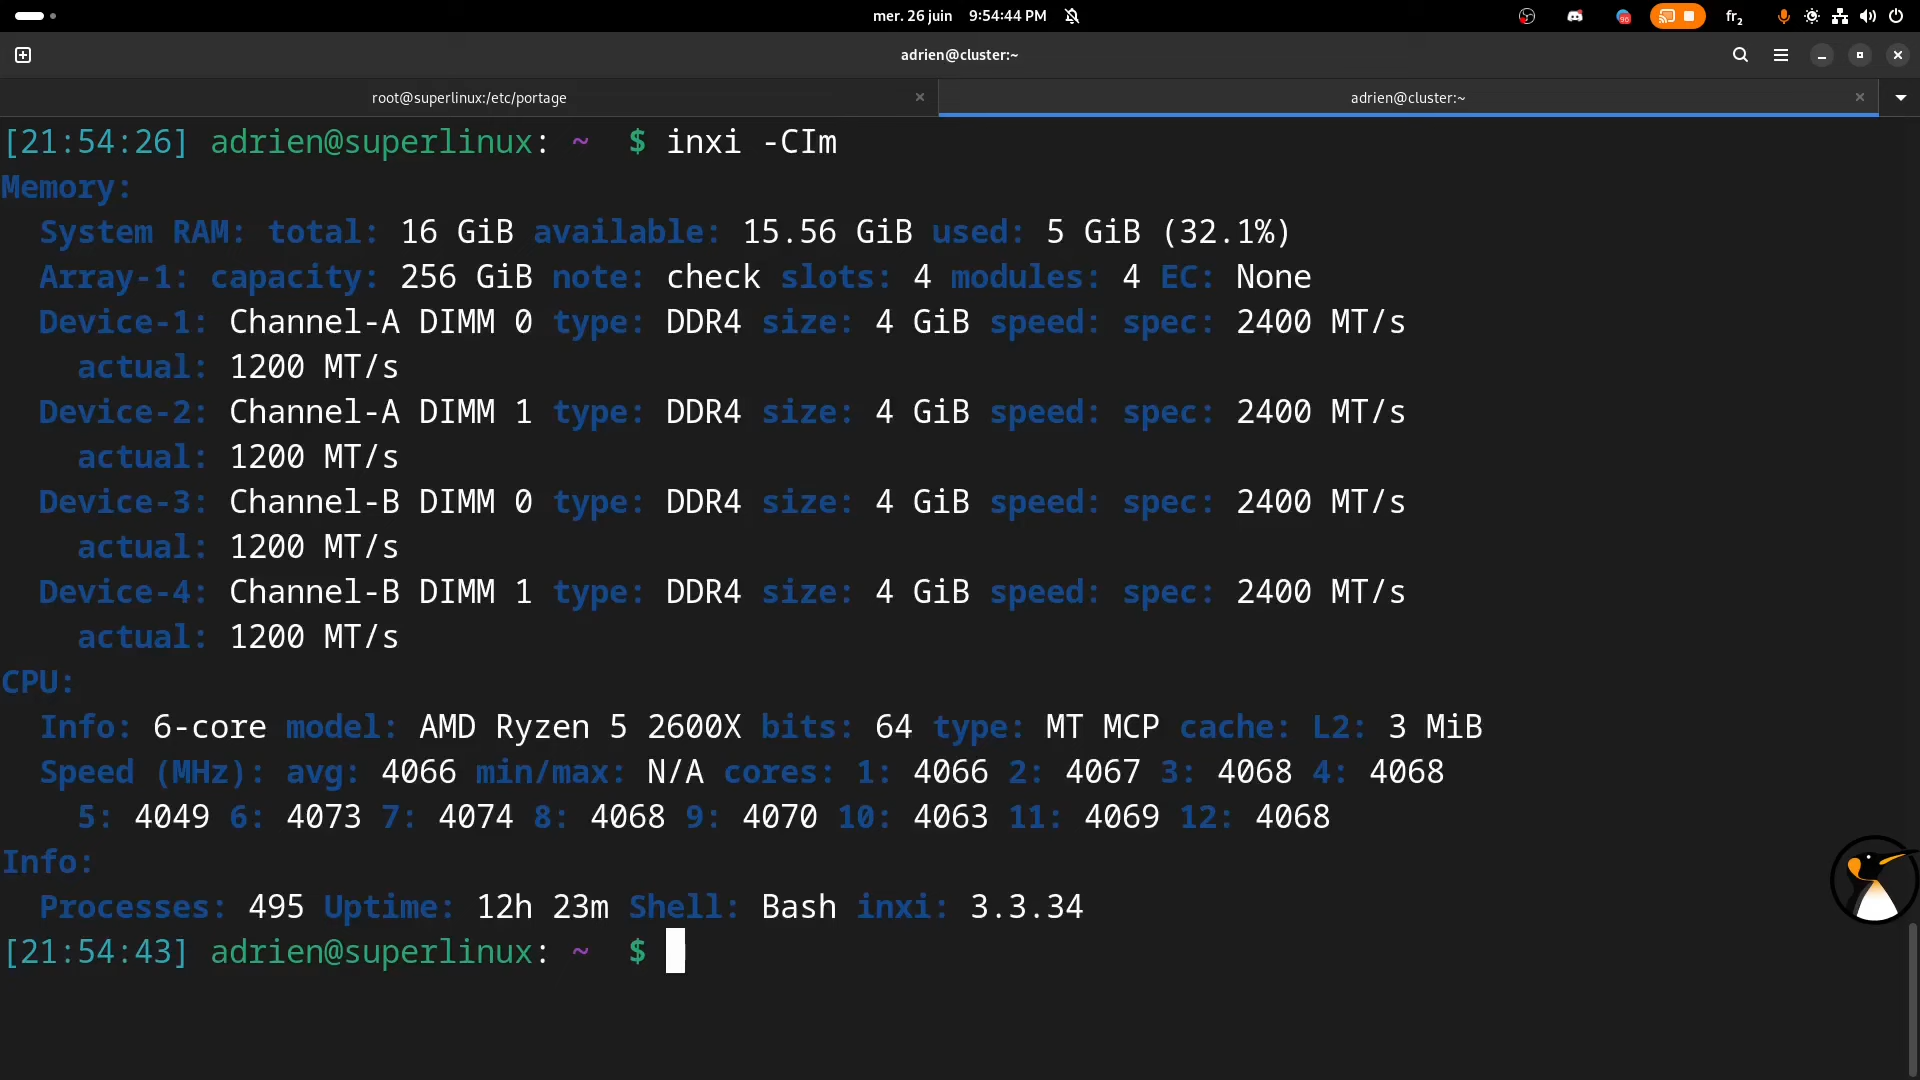 mer. 26 juin 9:54:44 PM
96
fr₂
adrien@cluster:~
root@superlinux:/etc/portage
adrien@cluster:~
[21:54:26] adrien@superlinux: ~ $ inxi -CIm
Memory:
System RAM: total: 16 GiB available: 15.56 GiB used: 5 GiB (32.1%)
Array-1: capacity: 256 GiB note: check slots: 4 modules: 4 EC: None
Device-1: Channel-A DIMM 0 type: DDR4 size: 4 GiB speed: spec: 2400 MT/s
actual: 1200 MT/s
Device-2: Channel-A DIMM 1 type: DDR4 size: 4 GiB speed: spec: 2400 MT/s
actual: 1200 MT/s
Device-3: Channel-B DIMM 0 type: DDR4 size: 4 GiB speed: spec: 2400 MT/s
actual: 1200 MT/s
Device-4: Channel-B DIMM 1 type: DDR4 size: 4 GiB speed: spec: 2400 MT/s
actual: 1200 MT/s
CPU:
Info: 6-core model: AMD Ryzen 5 2600X bits: 64 type: MT MCP cache: L2: 3 MiB
Speed (MHz): avg: 4066 min/max: N/A cores: 1: 4066 2: 4067 3: 4068 4: 4068
5: 4049 6: 4073 7: 4074 8: 4068 9: 4070 10: 4063 11: 4069 12: 4068
Info:
Processes: 495 Uptime: 12h 23m Shell: Bash inxi: 3.3.34
[21:54:43] adrien@superlinux: ~ $